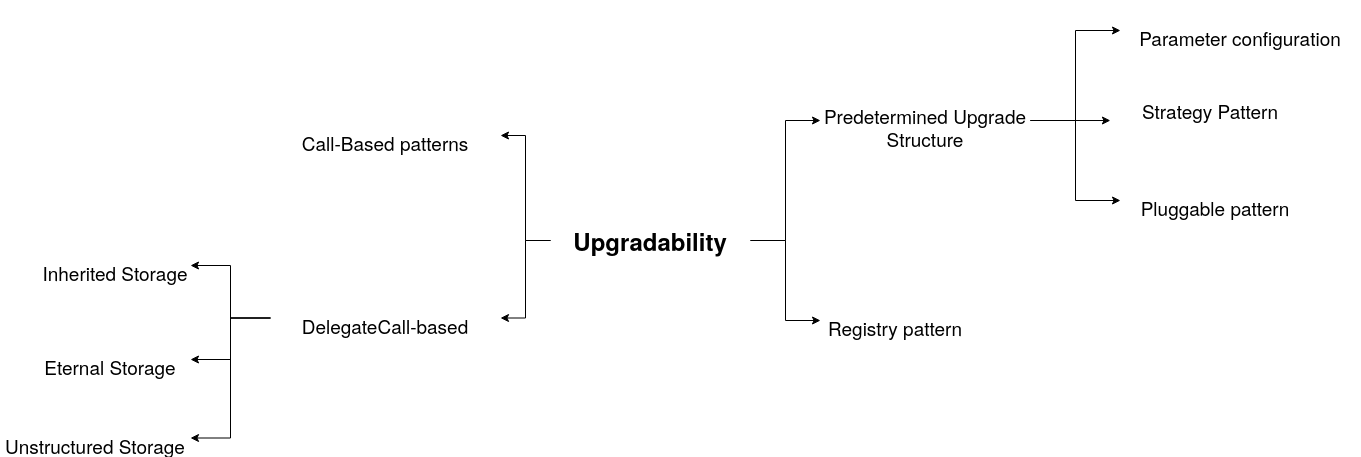 Parameter configuration
Predetermined Upgrade
Structure
Strategy Pattern
Pluggable pattern
Call-Based patterns
Upgradability
Inherited Storage
DelegateCall-based
Registry pattern
Eternal Storage
Unstructured Storage